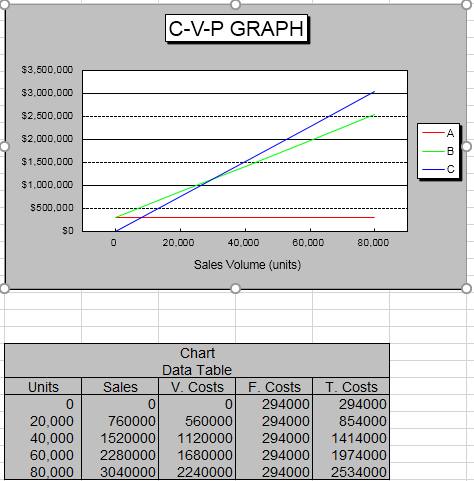 C-V-P GRAPH
$3,500,000
$3,000,000
$2,500,000
$2,000,000
$1,500,000
$1,000,000
$500,000
$0
0 20,000 40,000 60,000 80,000
Sales Volume (units)
A
B
C
Chart
Data Table
Units Sales V. Costs F. Costs T. Costs
0 0 0 294000 294000
20,000 760000 560000 294000 854000
40,000 1520000 1120000 294000 1414000
60,000 2280000 1680000 294000 1974000
80,000 3040000 2240000 294000 2534000